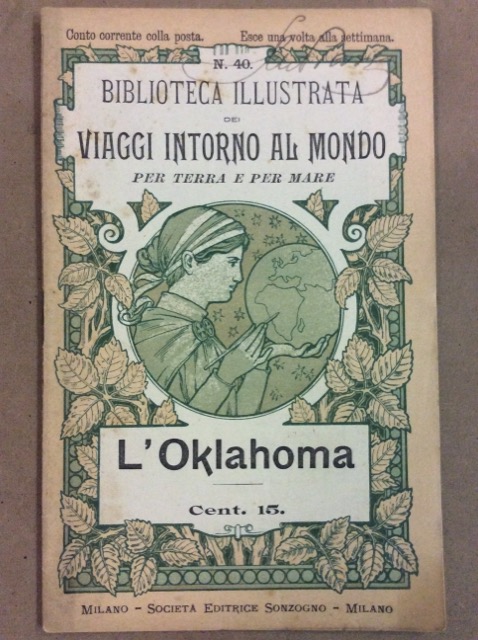 Conto corrente colla posta. Esce una volta alla settimana.
N. 40.
BIBLIOTECA ILLUSTRATA
DEI
VIAGGI INTORNO AL MONDO
PER TERRA E PER MARE
L'Oklahoma
Cent. 15.
MILANO - SOCIETÀ EDITRICE SONZOGNO - MILANO